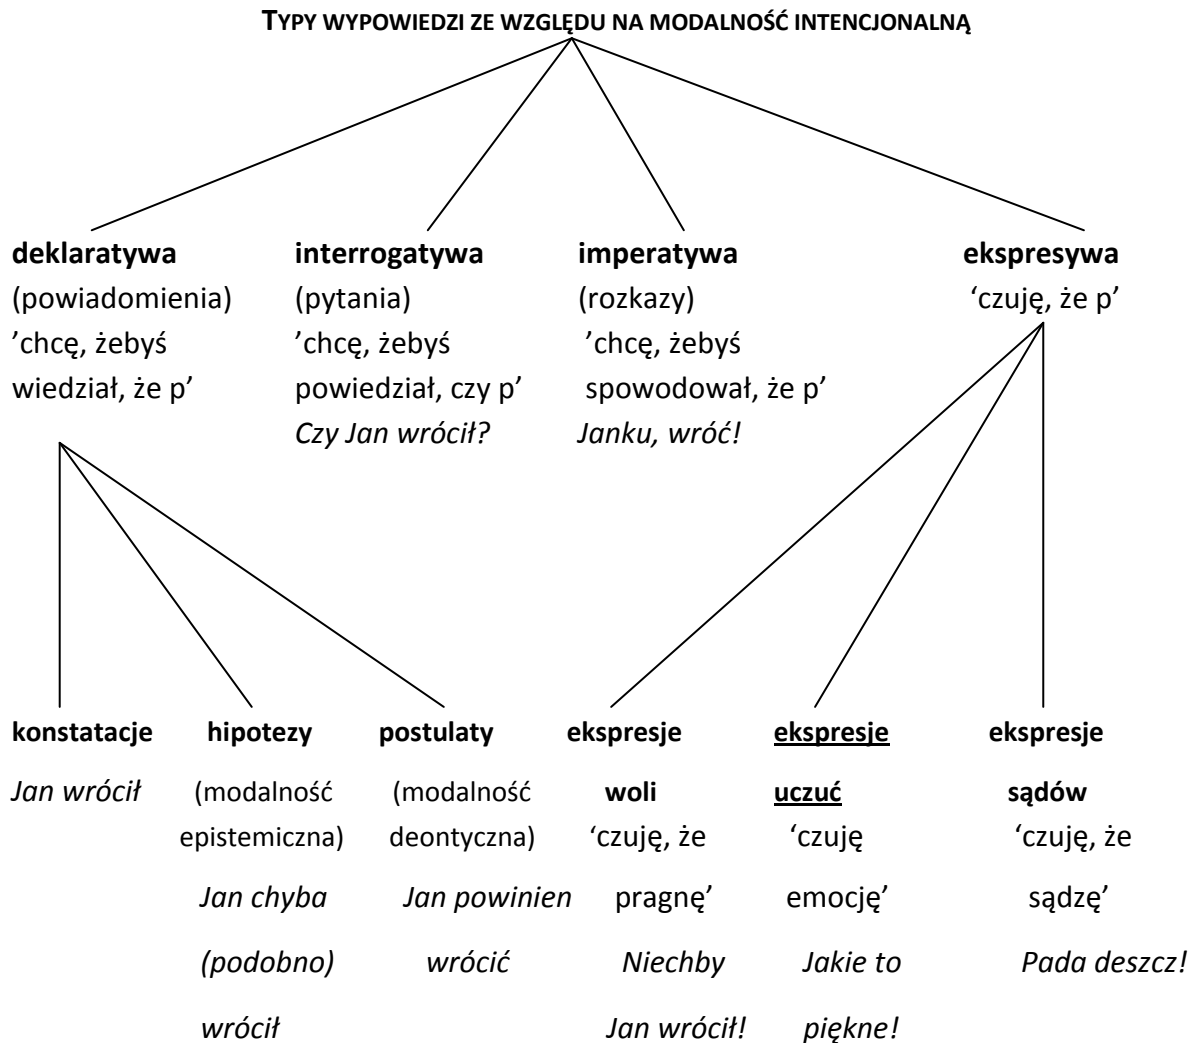 TYPY WYPOWIEDZI ZE WZGLĘDU NA MODALNOŚĆ INTENCJONALNĄ
deklaratywa
(powiadomienia)
’chcę, żebyś
wiedział, że p’
interrogatywa
(pytania)
’chcę, żebyś
powiedział, czy p’
Czy Jan wrócił?
imperatywa
(rozkazy)
’chcę, żebyś
spowodował, że p’
Janku, wróć!
ekspresywa
‘czuję, że p’
konstatacje
Jan wrócił
hipotezy
(modalność
epistemiczna)
Jan chyba
(podobno)
wrócił
postulaty
(modalność
deontyczna)
Jan powinien
wrócić
ekspresje
woli
‘czuję, że
pragnę’
Niechby
Jan wrócił!
ekspresje
uczuć
‘czuję
emocję’
Jakie to
piękne!
ekspresje
sądów
‘czuję, że
sądzę’
Pada deszcz!